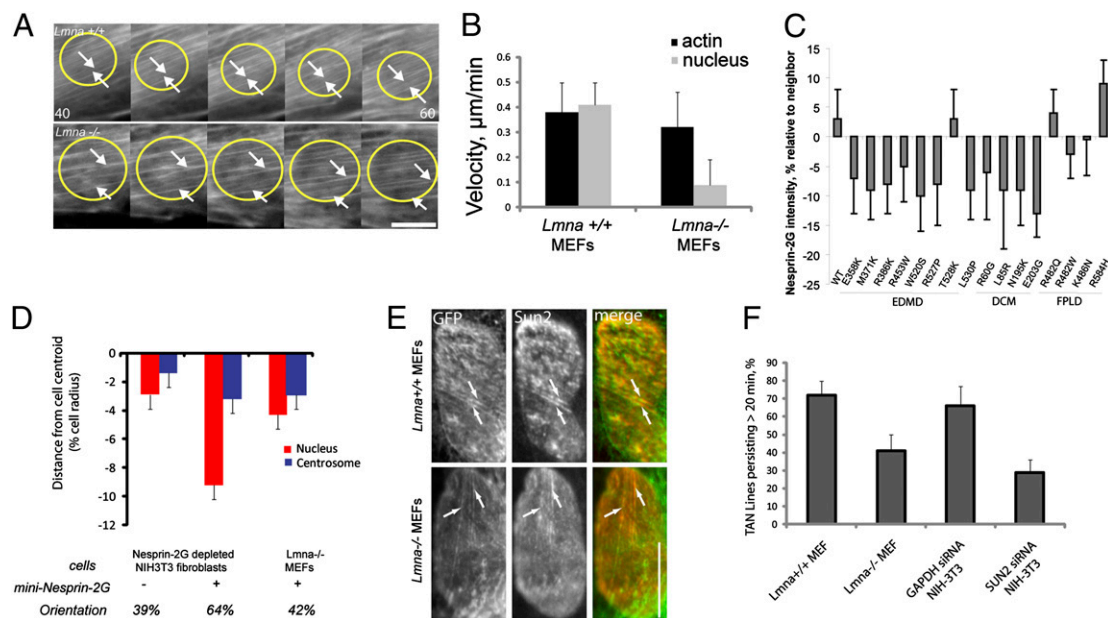 A
Lmna +/+
40
60
Lmna -/-
B
actin
nucleus
Velocity, µm/min
0.6
0.5
0.4
0.3
0.2
0.1
0
Lmna +/+
MEFs
Lmna-/-
MEFs
C
Nesprin-2G intensity, % relative to neighbor
15
10
5
0
-5
-10
-15
-20
-25
WT
E358K
M371K
R386K
R453W
W520S
R527P
T528K
L530P
R60G
L85R
N195K
E203G
R482Q
R482W
K486N
R584H
EDMD
DCM
FPLD
D
Distance from cell centroid
(% cell radius)
0
-2
-4
-6
-8
-10
-12
Nucleus
Centrosome
cells
Nesprin-2G depleted
NIH3T3 fibroblasts
Lmna-/-
MEFs
mini-Nesprin-2G
-
+
+
Orientation
39%
64%
42%
E
GFP
Sun2
merge
Lmna+/+ MEFs
Lmna-/- MEFs
F
TAN Lines persisting > 20 min, %
90
80
70
60
50
40
30
20
10
0
Lmna+/+ MEF
Lmna-/- MEF
GAPDH siRNA
NIH-3T3
SUN2 siRNA
NIH-3T3